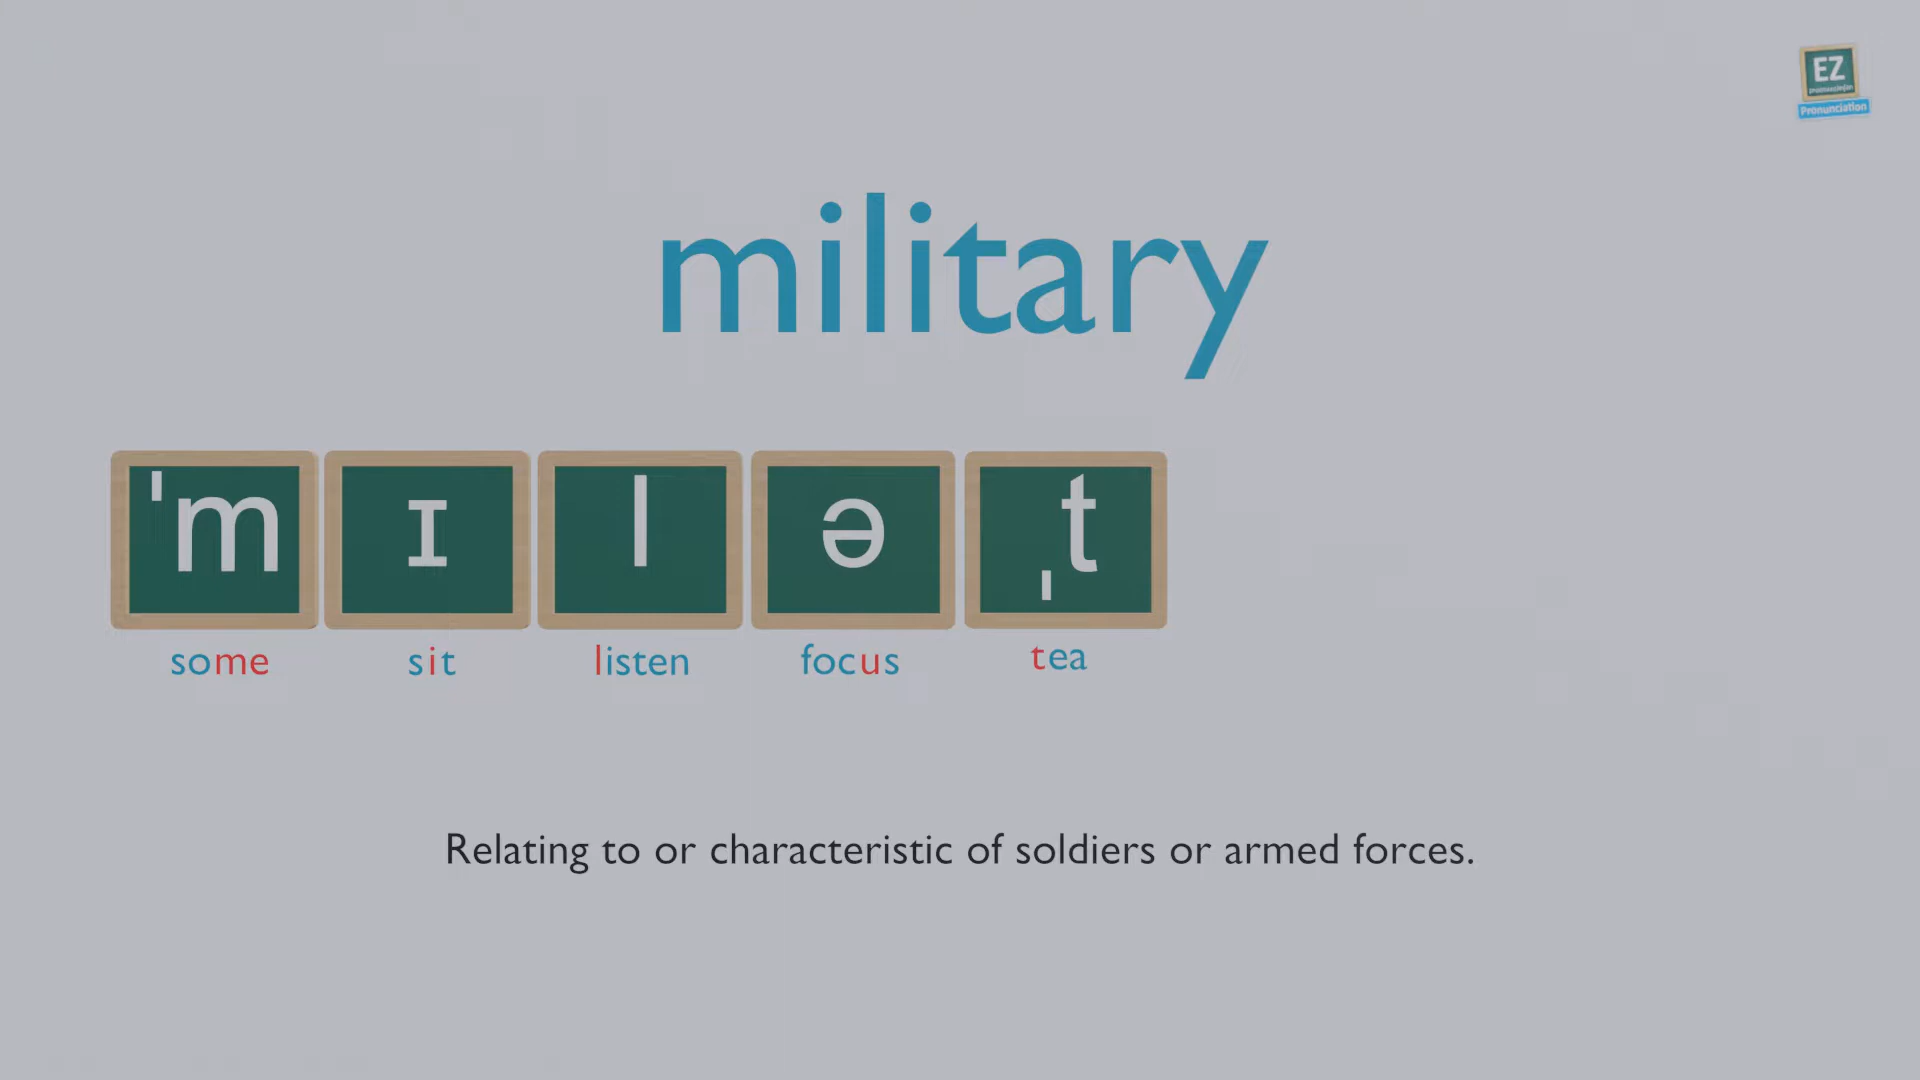 EZ
Pronunciation
military
ˈm ɪ l ə ˌt
some sit listen focus tea
Relating to or characteristic of soldiers or armed forces.